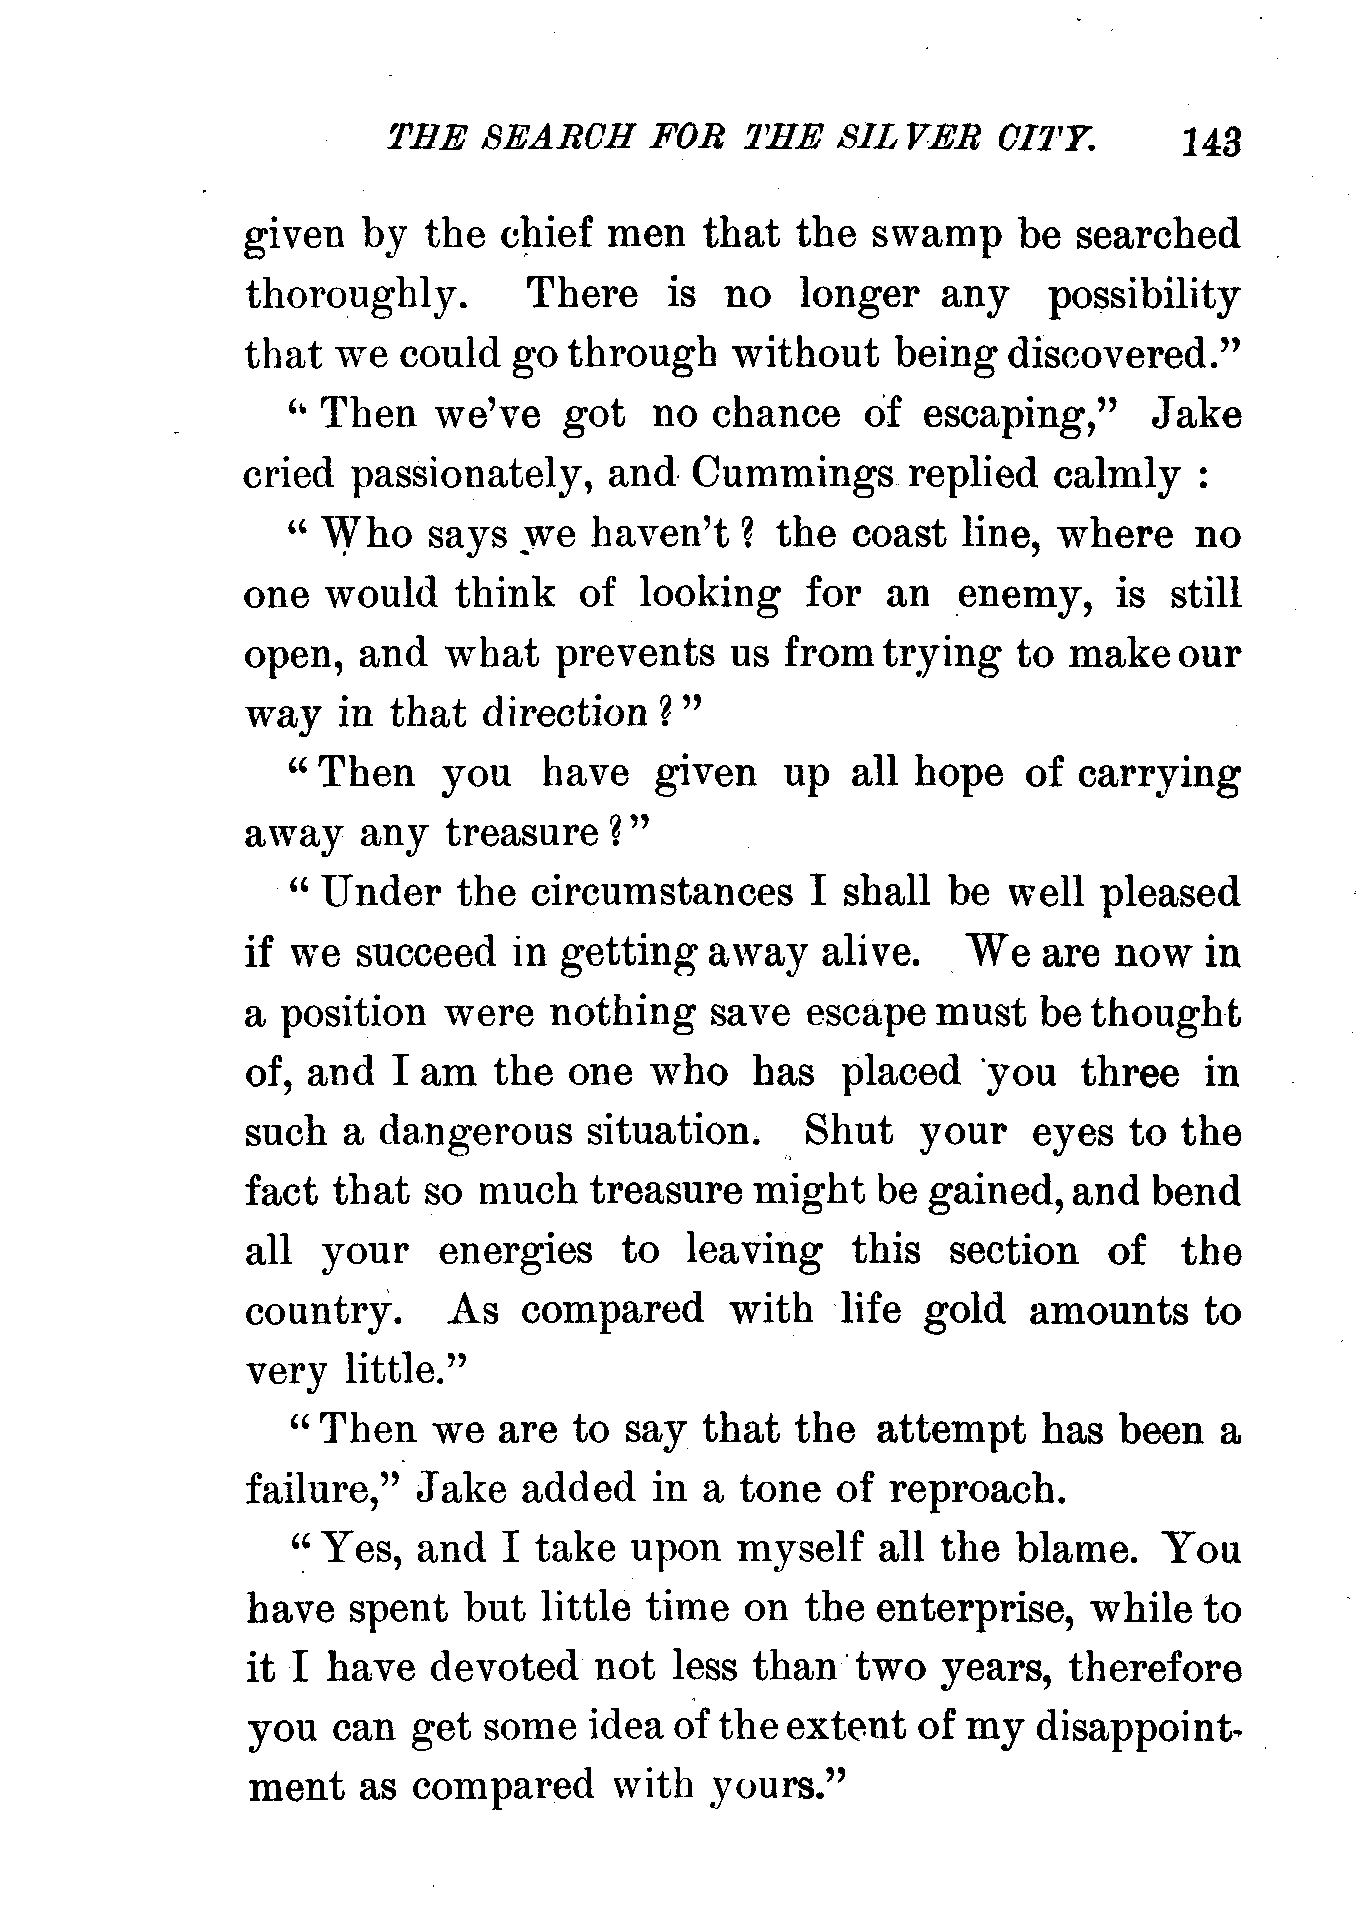 THE SEARCH FOR THE SILVER CITY. 143
given by the chief men that the swamp be searched
thoroughly. There is no longer any possibility
that we could go through without being discovered."
"Then we've got no chance of escaping," Jake
cried passionately, and Cummings replied calmly :
"Who says we haven't? the coast line, where no
one would think of looking for an enemy, is still
open, and what prevents us from trying to make our
way in that direction?"
"Then you have given up all hope of carrying
away any treasure?"
"Under the circumstances I shall be well pleased
if we succeed in getting away alive. We are now in
a position were nothing save escape must be thought
of, and I am the one who has placed you three in
such a dangerous situation. Shut your eyes to the
fact that so much treasure might be gained, and bend
all your energies to leaving this section of the
country. As compared with life gold amounts to
very little."
"Then we are to say that the attempt has been a
failure," Jake added in a tone of reproach.
"Yes, and I take upon myself all the blame. You
have spent but little time on the enterprise, while to
it I have devoted not less than two years, therefore
you can get some idea of the extent of my disappoint-
ment as compared with yours."